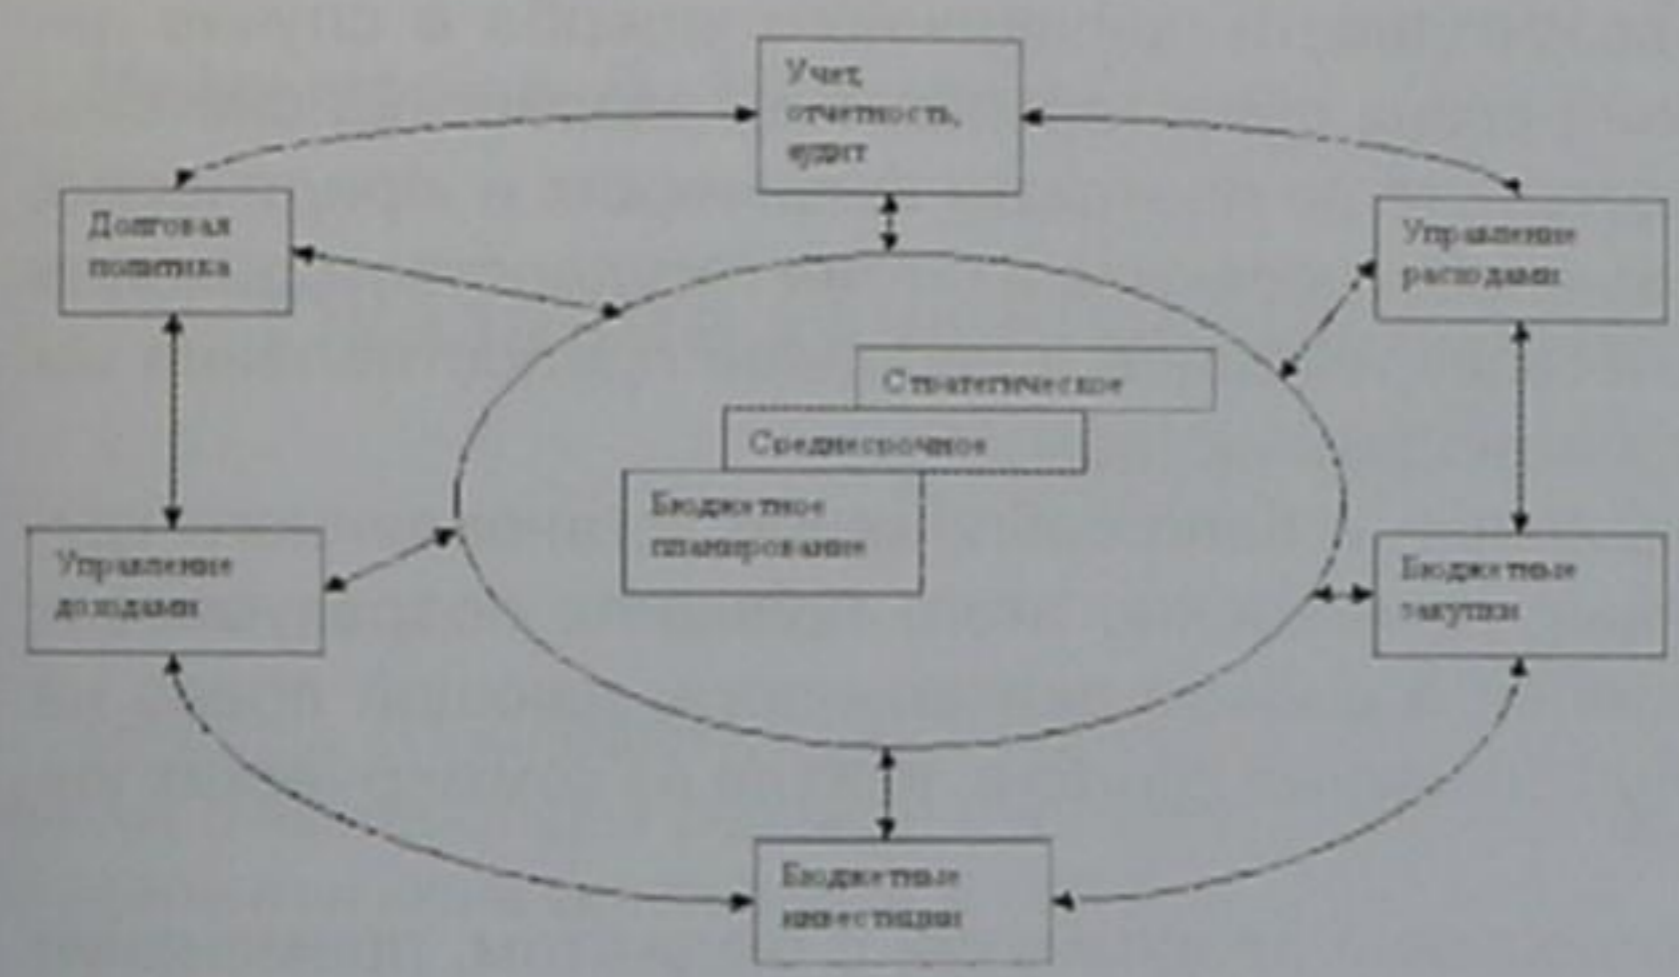 Учет,
отчетность,
аудит
Долговая
политика
Управление
расходами
Стратегическое
Среднесрочное
Бюджетное
планирование
Управление
доходами
Бюджетные
закупки
Бюджетные
инвестиции